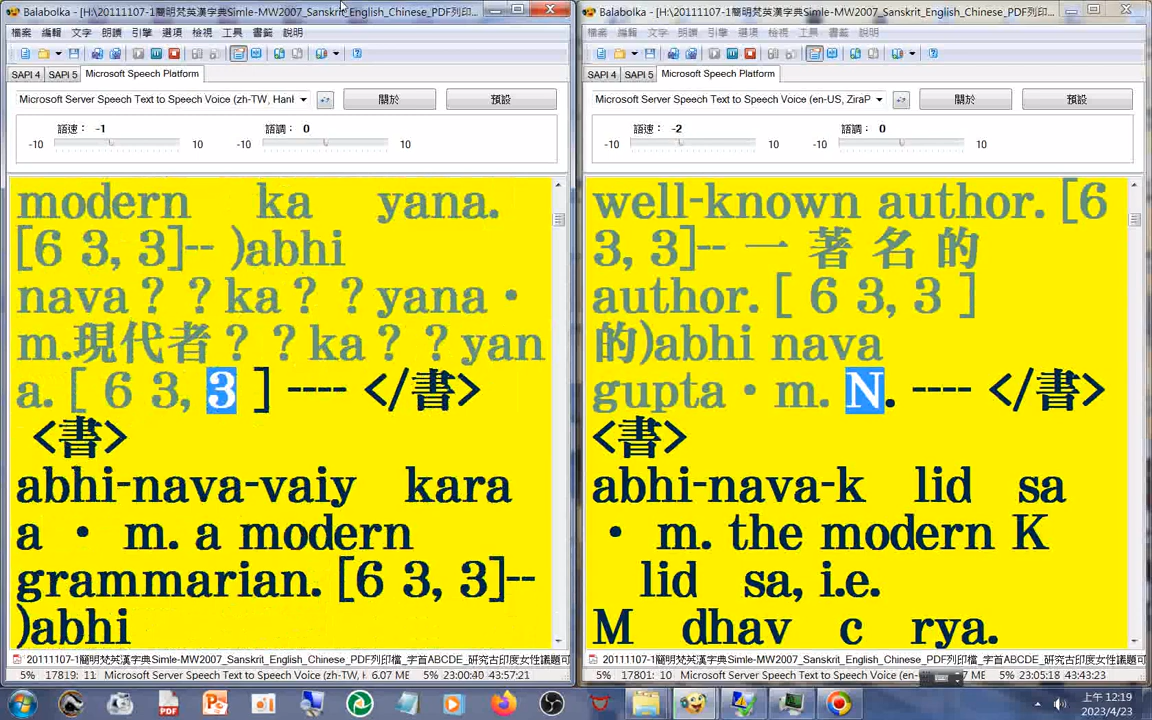 Balabolka - [H:\20111107-1簡明梵英漢字典Simle-MW2007_Sanskrit_English_Chinese_PDF列印...
檔案 編輯 文字 朗讀 引擎 選項 檢視 工具 書籤 說明
SAPI 4 SAPI 5 Microsoft Speech Platform
Microsoft Server Speech Text to Speech Voice (zh-TW, HanH
關於 預設
語速： -1 語調： 0
-10 10 -10 10
modern ka yana.
[6 3, 3]-- )abhi
nava？？ka？？yana・
m.現代者？？ka？？yan
a. [ 6 3, 3 ] ---- </書>
<書>
abhi-nava-vaiy kara
a ・ m. a modern
grammarian. [6 3, 3]--
)abhi
20111107-1簡明梵英漢字典Simle-MW2007_Sanskrit_English_Chinese_PDF列印檔_字首ABCDE_研究古印度女性議題可
5% 17819: 11 Microsoft Server Speech Text to Speech Voice (zh-TW, H 6.07 ME 5% 23:00:40 43:57:21
Balabolka - [H:\20111107-1簡明梵英漢字典Simle-MW2007_Sanskrit_English_Chinese_PDF列印...
檔案 編輯 文字 朗讀 引擎 選項 檢視 工具 書籤 說明
SAPI 4 SAPI 5 Microsoft Speech Platform
Microsoft Server Speech Text to Speech Voice (en-US, ZiraP
關於 預設
語速： -2 語調： 0
-10 10 -10 10
well-known author. [6
3, 3]-- 一 著 名 的
author. [ 6 3, 3 ]
的)abhi nava
gupta・m. N. ---- </書>
<書>
abhi-nava-k lid sa
・ m. the modern K
lid sa, i.e.
M dhav c rya.
20111107-1簡明梵英漢字典Simle-MW2007_Sanskrit_English_Chinese_PDF列印檔_字首ABCDE_研究古印度女性議題可
5% 17801: 10 Microsoft Server Speech Text to Speech Voice (en-U ME 5% 23:05:18 43:43:23
上午 12:19
2023/4/23